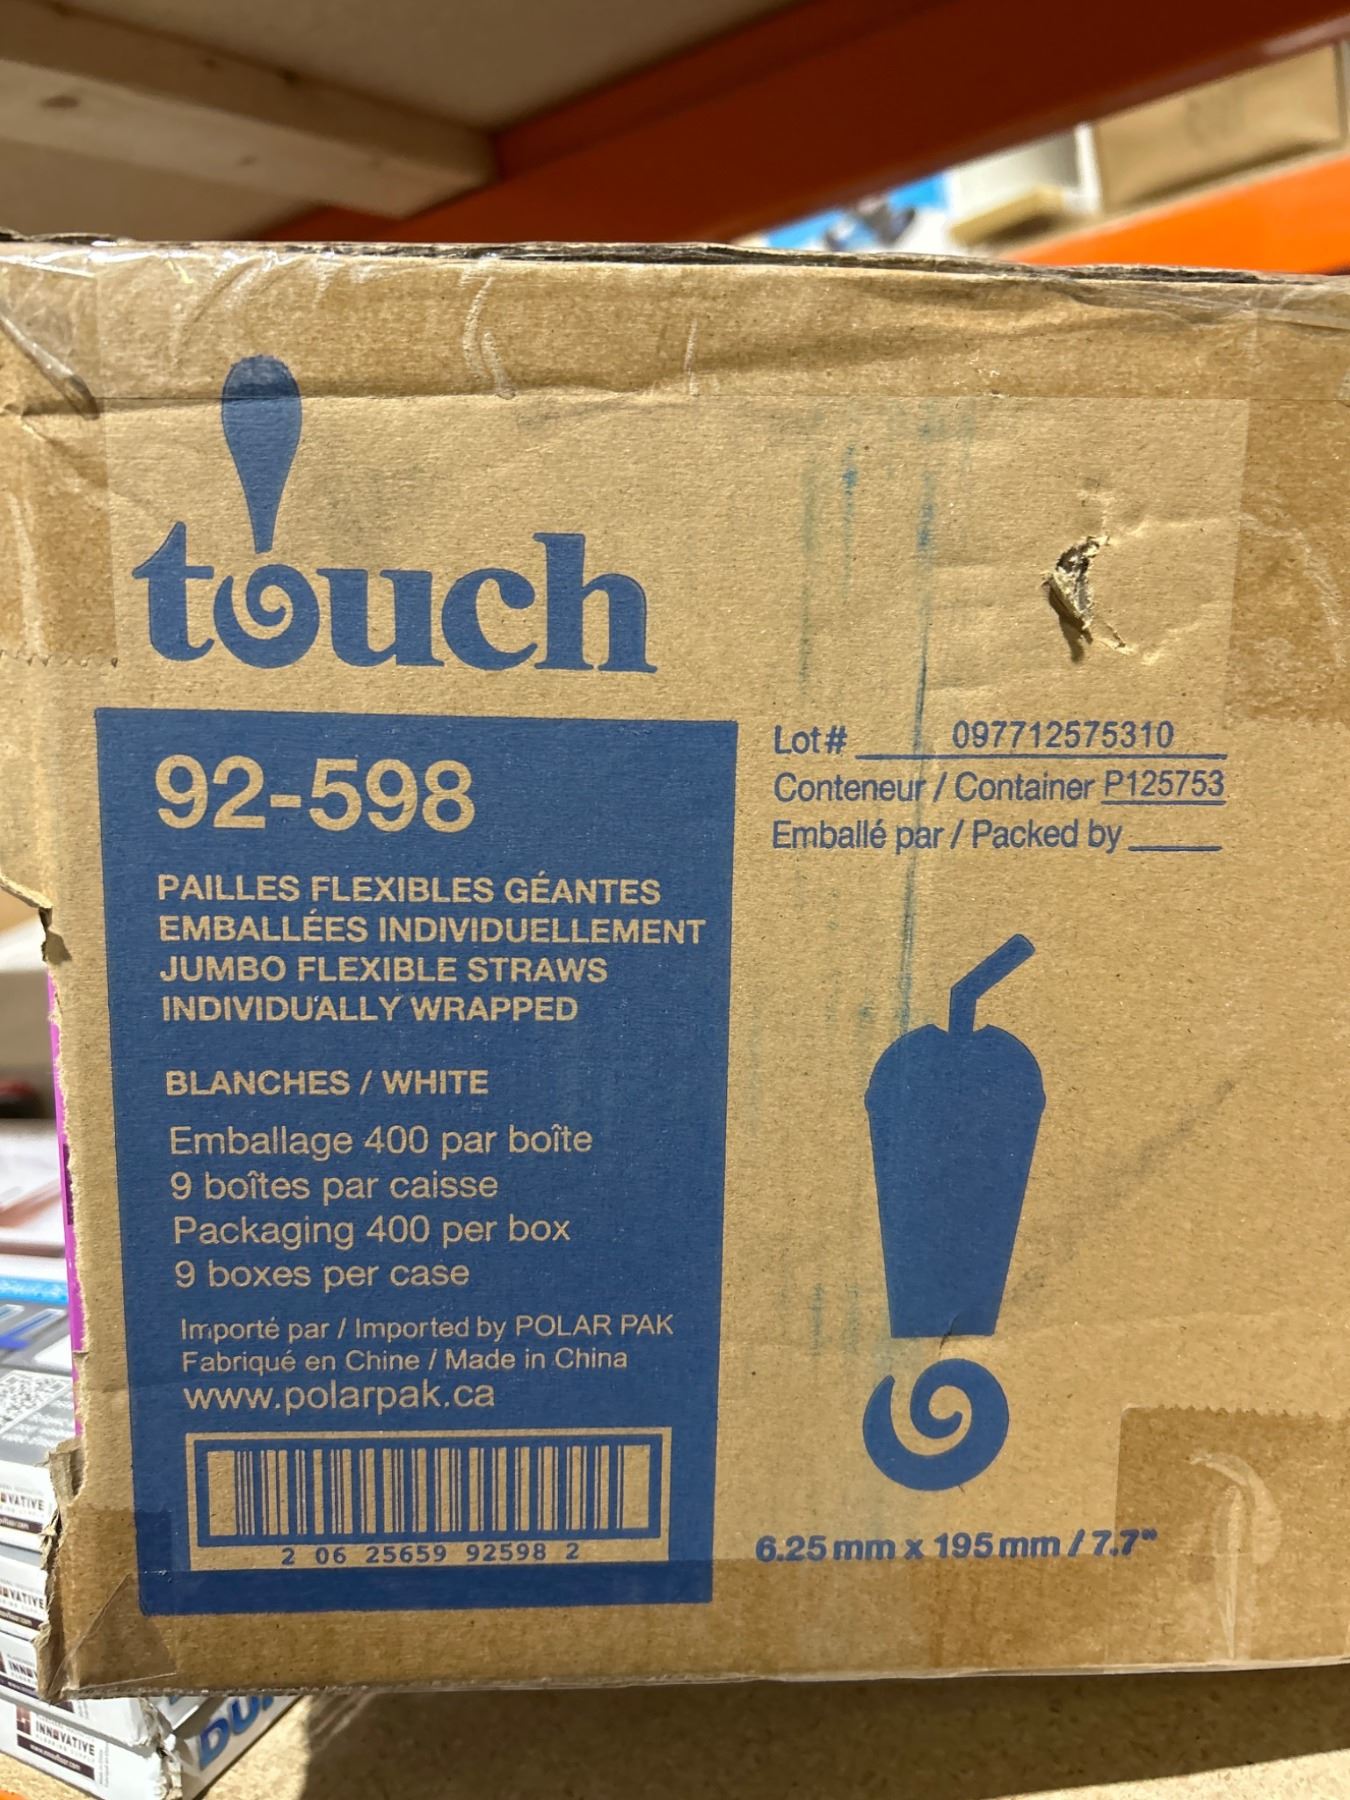 touch
92-598
PAILLES FLEXIBLES GÉANTES
EMBALLÉES INDIVIDUELLEMENT
JUMBO FLEXIBLE STRAWS
INDIVIDUALLY WRAPPED
BLANCHES / WHITE
Emballage 400 par boîte
9 boîtes par caisse
Packaging 400 per box
9 boxes per case
Importé par / Imported by POLAR PAK
Fabriqué en Chine / Made in China
www.polarpak.ca
2 06 25659 92598 2
Lot# 097712575310
Conteneur / Container P125753
Emballé par / Packed by
6.25 mm x 195 mm / 7.7"
INNOVATIVE